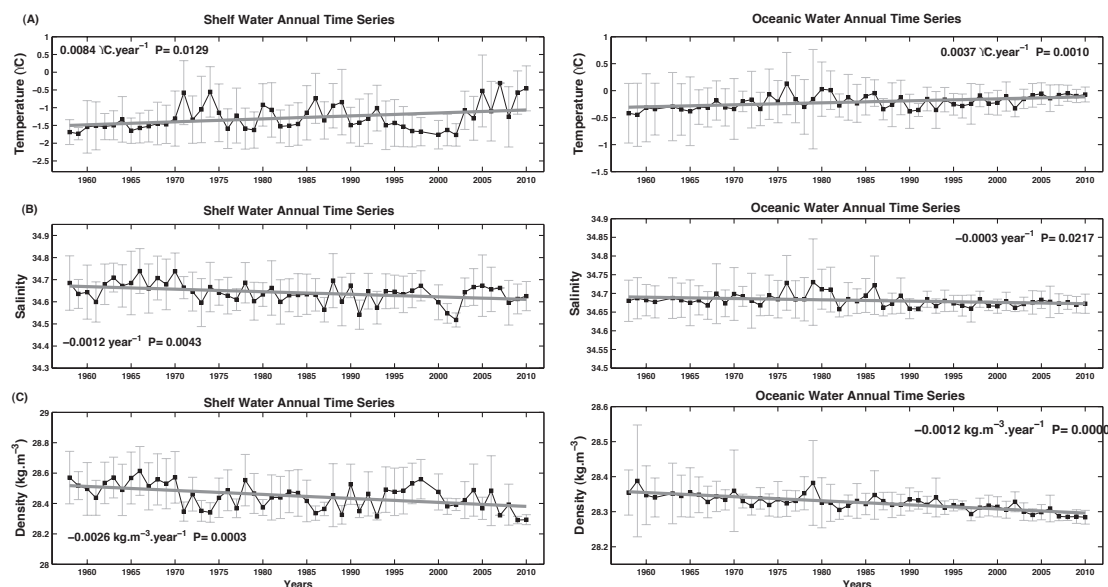 (A)
Shelf Water Annual Time Series
0.0084 ϒC.year⁻¹ P= 0.0129
Temperature (ϒC)
1
0.5
0
−0.5
−1
−1.5
−2
−2.5
1960 1965 1970 1975 1980 1985 1990 1995 2000 2005 2010
Oceanic Water Annual Time Series
0.0037 ϒC.year⁻¹ P= 0.0010
Temperature (ϒC)
1
0.5
0
−0.5
−1
−1.5
1960 1965 1970 1975 1980 1985 1990 1995 2000 2005 2010
(B)
Shelf Water Annual Time Series
Salinity
34.9
34.8
34.7
34.6
34.5
34.4
34.3
−0.0012 year⁻¹ P= 0.0043
1960 1965 1970 1975 1980 1985 1990 1995 2000 2005 2010
Oceanic Water Annual Time Series
−0.0003 year⁻¹ P= 0.0217
Salinity
34.9
34.85
34.8
34.75
34.7
34.65
34.6
34.55
34.5
1960 1965 1970 1975 1980 1985 1990 1995 2000 2005 2010
(C)
Shelf Water Annual Time Series
Density (kg.m⁻³)
29
28.8
28.6
28.4
28.2
28
−0.0026 kg.m⁻³.year⁻¹ P= 0.0003
1960 1965 1970 1975 1980 1985 1990 1995 2000 2005 2010
Years
Oceanic Water Annual Time Series
−0.0012 kg.m⁻³.year⁻¹ P= 0.0000
Density (kg.m⁻³)
28.6
28.5
28.4
28.3
28.2
1960 1965 1970 1975 1980 1985 1990 1995 2000 2005 2010
Years